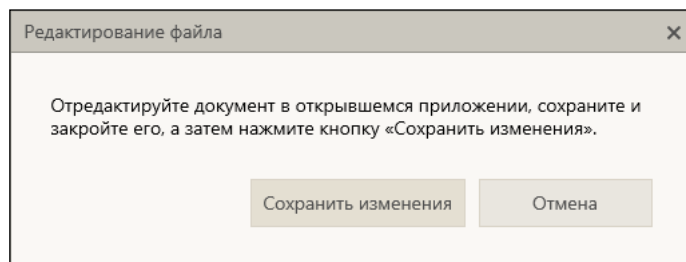 Редактирование файла
Отредактируйте документ в открывшемся приложении, сохраните и
закройте его, а затем нажмите кнопку «Сохранить изменения».
Сохранить изменения
Отмена